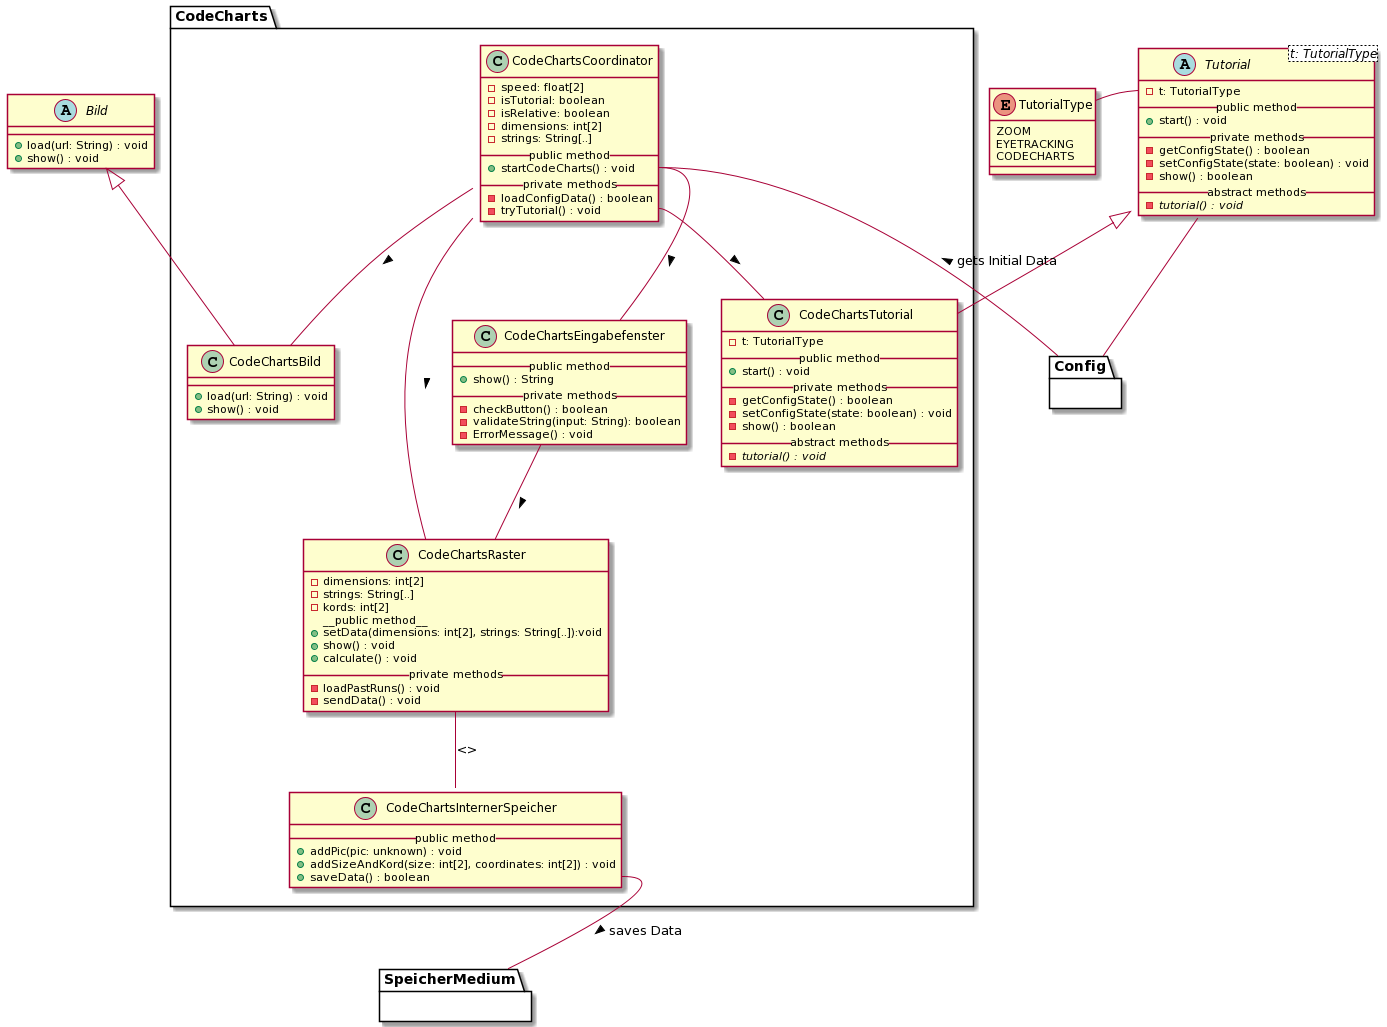 CodeCharts
C CodeChartsCoordinator
speed: float[2]
isTutorial: boolean
isRelative: boolean
dimensions: int[2]
strings: String[..]
public method
startCodeCharts() : void
private methods
loadConfigData() : boolean
tryTutorial() : void
A Bild
load(url: String) : void
show() : void
E TutorialType
ZOOM
EYETRACKING
CODECHARTS
t: TutorialType
A Tutorial
t: TutorialType
public method
start() : void
private methods
getConfigState() : boolean
setConfigState(state: boolean) : void
show() : boolean
abstract methods
tutorial() : void
gets Initial Data
C CodeChartsBild
load(url: String) : void
show() : void
C CodeChartsEingabefenster
public method
show() : String
private methods
checkButton() : boolean
validateString(input: String): boolean
ErrorMessage() : void
C CodeChartsTutorial
t: TutorialType
public method
start() : void
private methods
getConfigState() : boolean
setConfigState(state: boolean) : void
show() : boolean
abstract methods
tutorial() : void
Config
C CodeChartsRaster
dimensions: int[2]
strings: String[..]
kords: int[2]
__public method__
setData(dimensions: int[2], strings: String[..]):void
show() : void
calculate() : void
private methods
loadPastRuns() : void
sendData() : void
<>
C CodeChartsInternerSpeicher
public method
addPic(pic: unknown) : void
addSizeAndKord(size: int[2], coordinates: int[2]) : void
saveData() : boolean
saves Data
SpeicherMedium